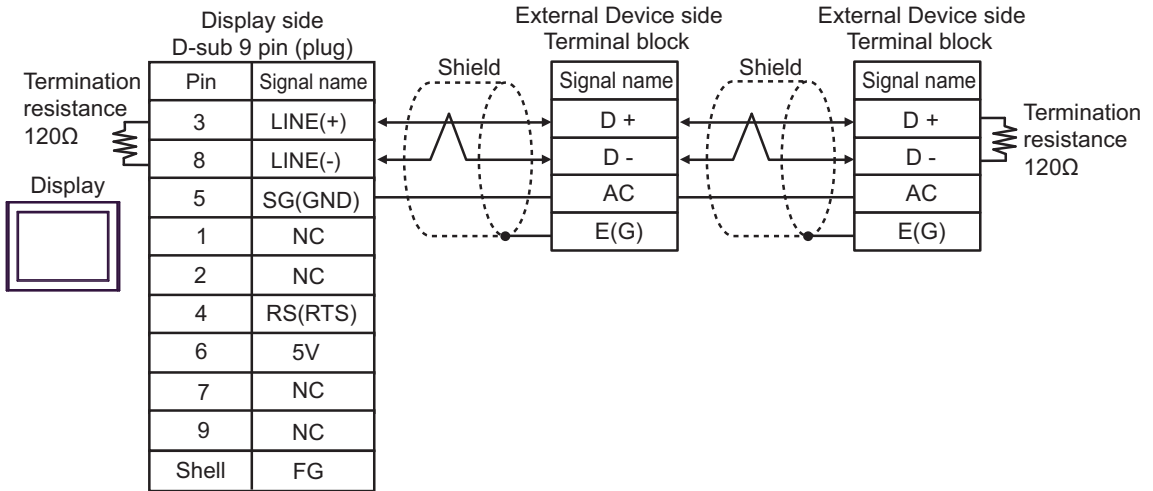 Display side
D-sub 9 pin (plug)
External Device side
Terminal block
External Device side
Terminal block
Termination
resistance
120Ω
Pin Signal name
3 LINE(+)
8 LINE(-)
5 SG(GND)
1 NC
2 NC
4 RS(RTS)
6 5V
7 NC
9 NC
Shell FG
Display
Shield
Signal name
D +
D -
AC
E(G)
Shield
Signal name
D +
D -
AC
E(G)
Termination
resistance
120Ω